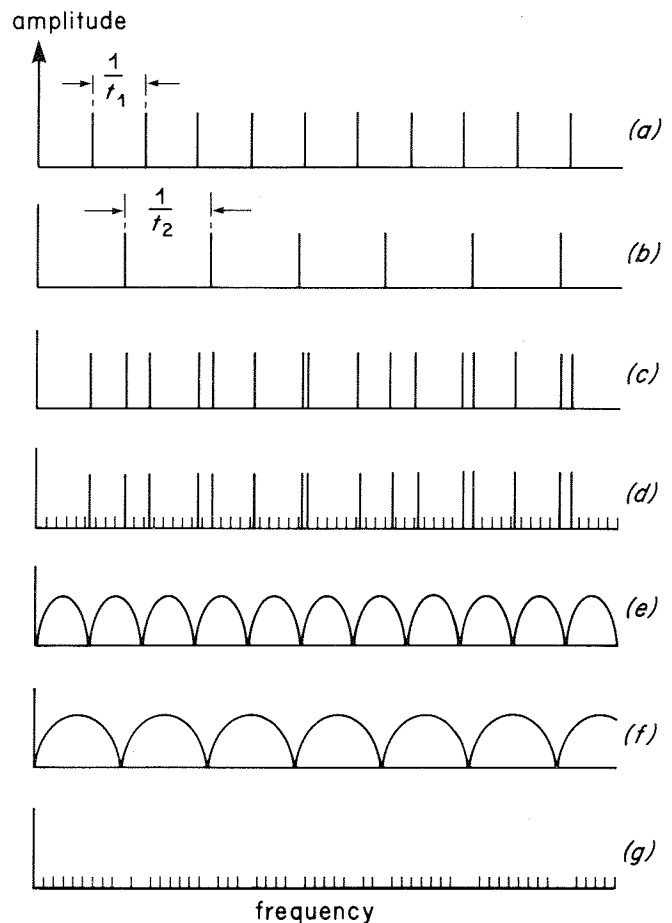 amplitude
1
t1
(a)
1
t2
(b)
(c)
(d)
(e)
(f)
(g)
frequency